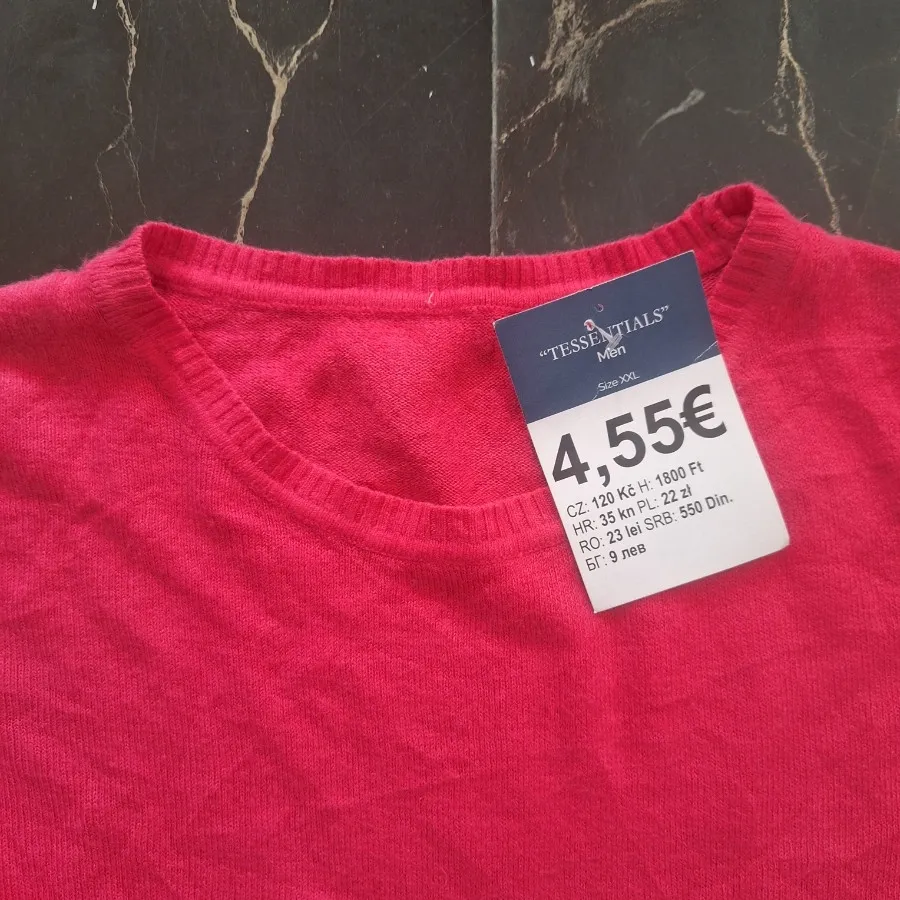 "TESSENTIALS"
Men
Size XXL
4,55€
CZ: 120 Kč H: 1800 Ft
HR: 35 kn PL: 22 zł
RO: 23 lei SRB: 550 Din.
БГ: 9 лев